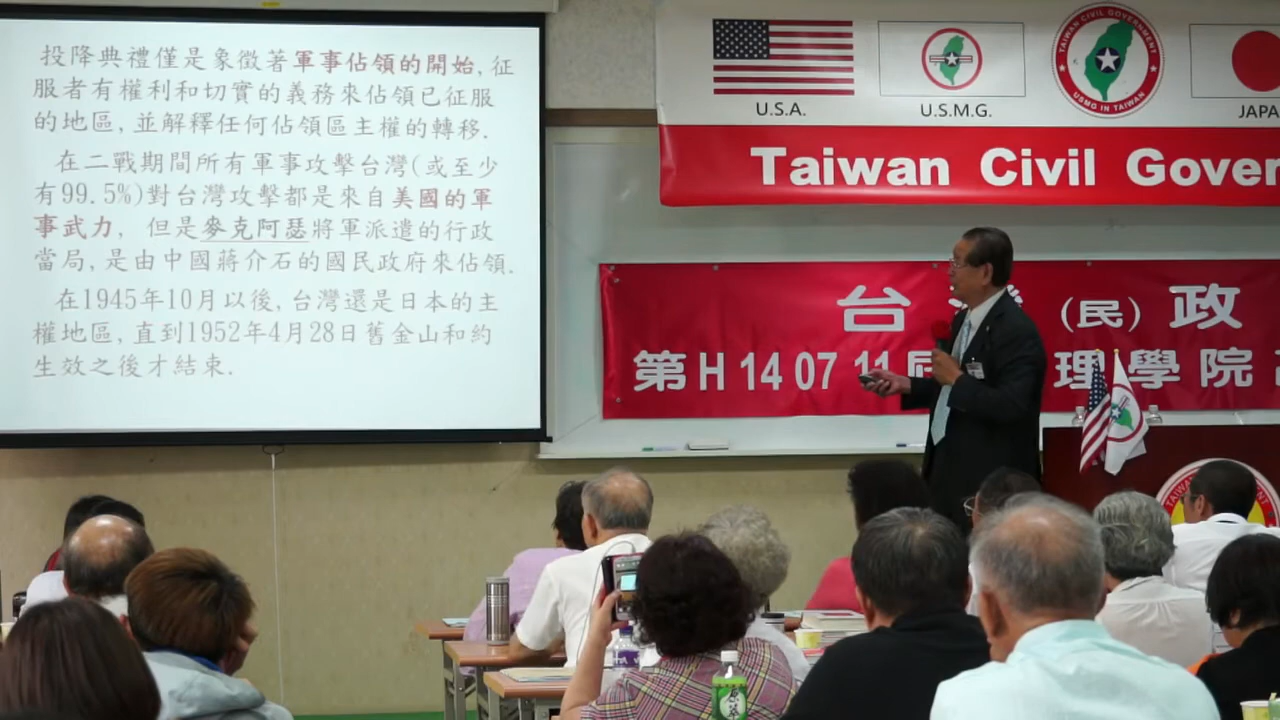 投降典禮僅是象徵著軍事佔領的開始, 征
服者有權利和切實的義務來佔領已征服
的地區, 並解釋任何佔領區主權的轉移.
在二戰期間所有軍事攻擊台灣(或至少
有99.5%)對台灣攻擊都是來自美國的軍
事武力, 但是麥克阿瑟將軍派遣的行政
當局, 是由中國蔣介石的國民政府來佔領.
在1945年10月以後, 台灣還是日本的主
權地區, 直到1952年4月28日舊金山和約
生效之後才結束.
TAIWAN CIVIL GOVERNMENT
USMG IN TAIWAN
U.S.A.
U.S.M.G.
JAPA
Taiwan Civil Gover
台 (民) 政
第H 14 07 11 理學院